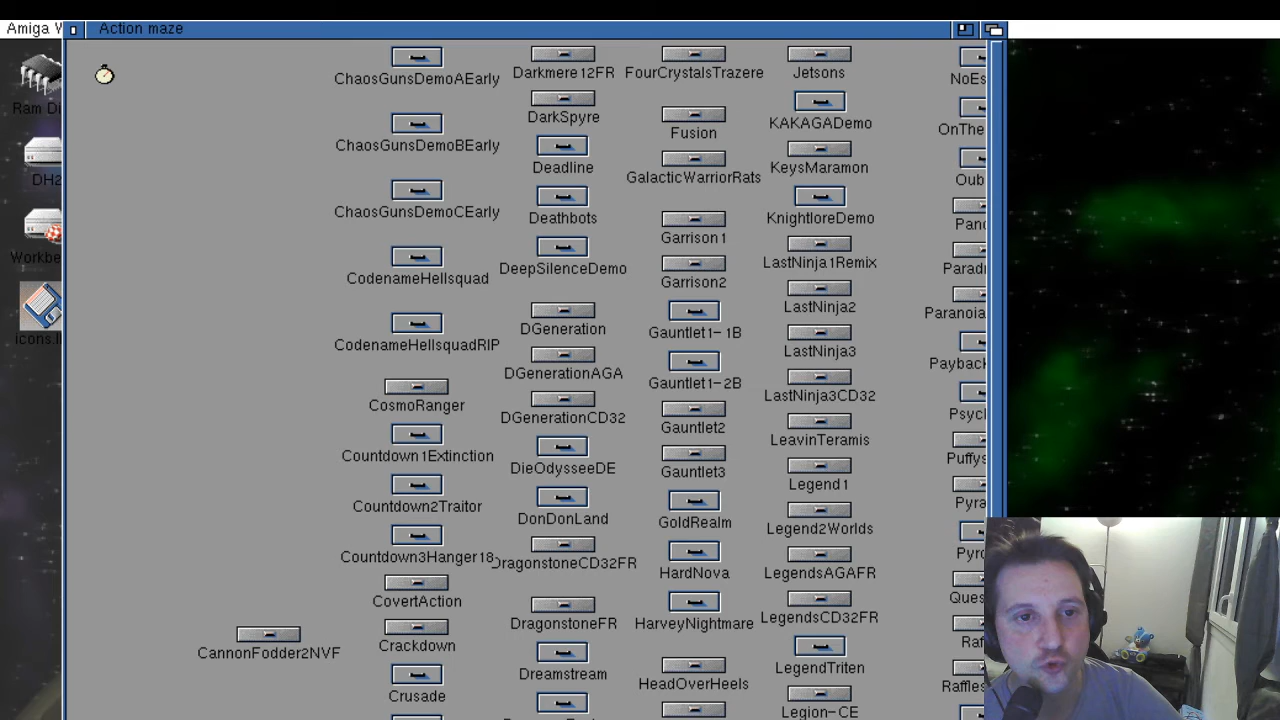 Amiga W
Action maze
Ram Di
DH2
Workbe
icons.l
CannonFodder2NVF
ChaosGunsDemoAEarly
ChaosGunsDemoBEarly
ChaosGunsDemoCEarly
CodenameHellsquad
CodenameHellsquadRIP
CosmoRanger
Countdown1Extinction
Countdown2Traitor
Countdown3Hanger18
CovertAction
Crackdown
Crusade
Darkmere12FR
DarkSpyre
Deadline
Deathbots
DeepSilenceDemo
DGeneration
DGenerationAGA
DGenerationCD32
DieOdysseeDE
DonDonLand
DragonstoneCD32FR
DragonstoneFR
Dreamstream
FourCrystalsTrazere
Fusion
GalacticWarriorRats
Garrison1
Garrison2
Gauntlet1-1B
Gauntlet1-2B
Gauntlet2
Gauntlet3
GoldRealm
HardNova
HarveyNightmare
HeadOverHeels
Jetsons
KAKAGADemo
KeysMaramon
KnightloreDemo
LastNinja1Remix
LastNinja2
LastNinja3
LastNinja3CD32
LeavinTeramis
Legend1
Legend2Worlds
LegendsAGAFR
LegendsCD32FR
LegendTriten
Legion-CE
NoEs
OnThe
Oub
Pand
Paradr
Paranoia
Payback
Psycl
Puffys
Pyra
Pyro
Ques
Raf
Raffles